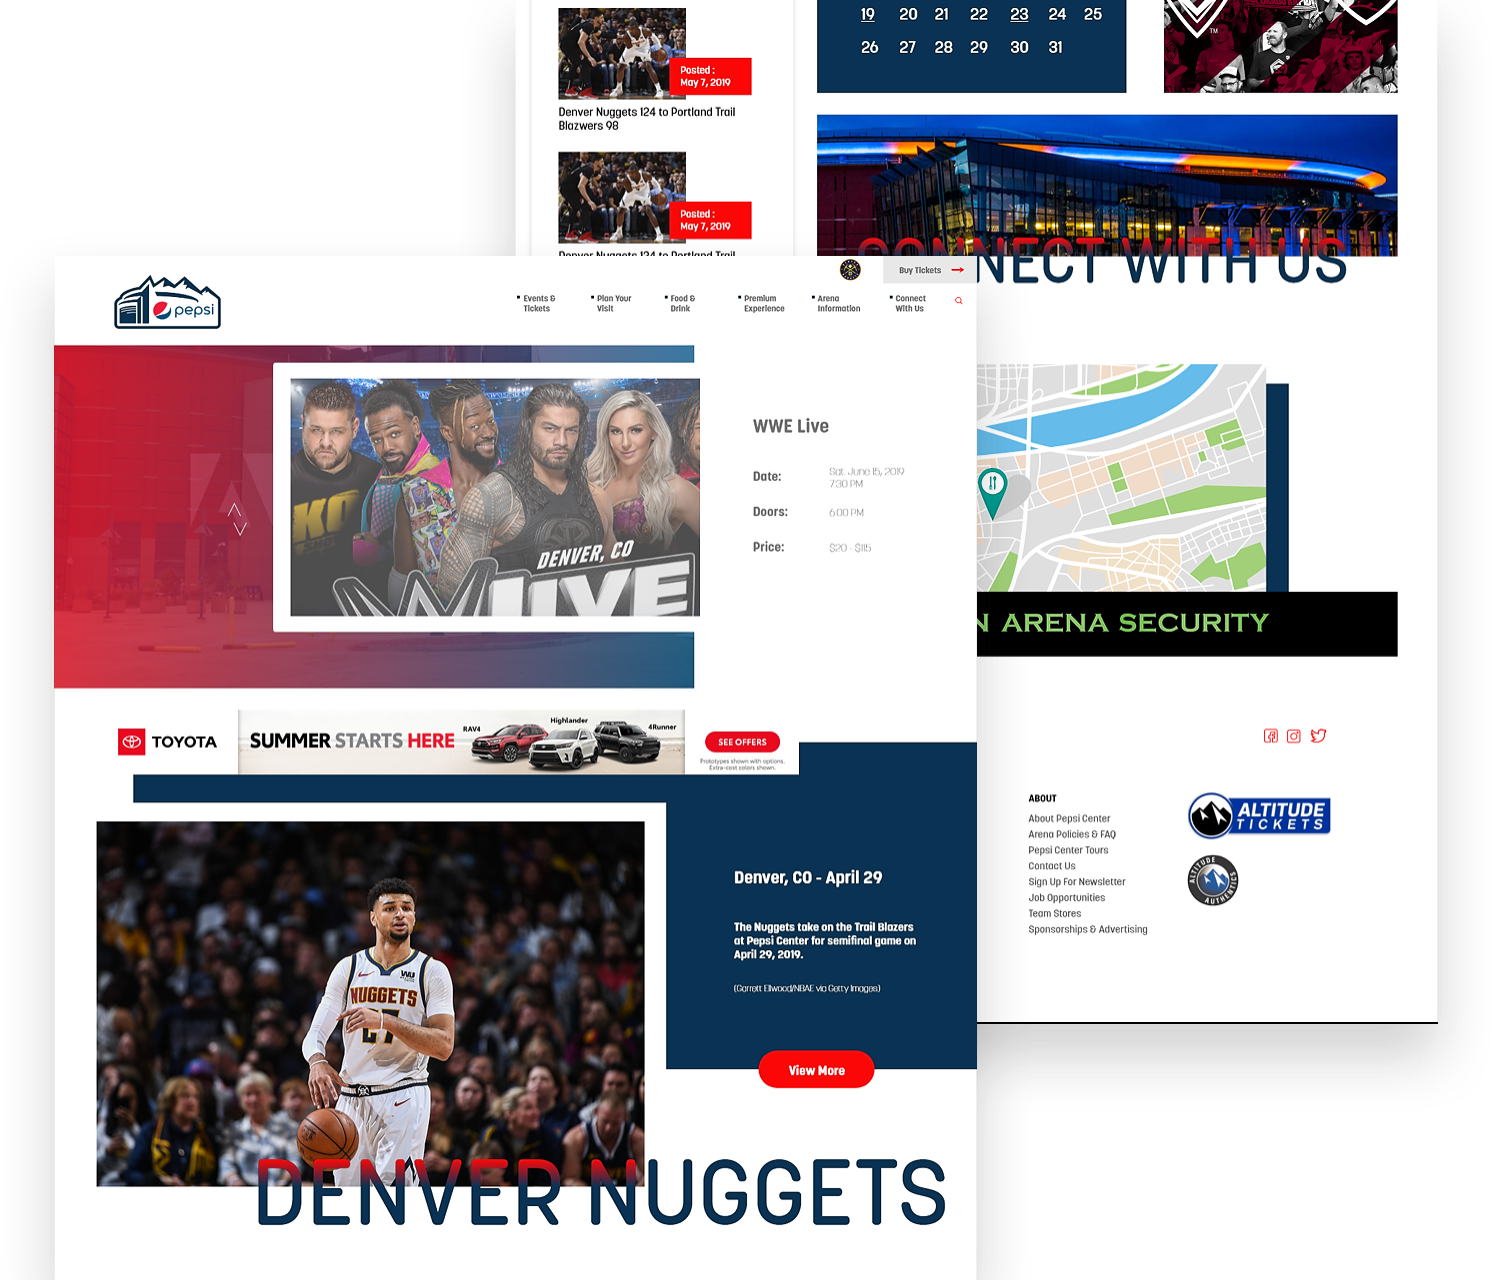 19 20 21 22 23 24 25
26 27 28 29 30 31
TM
Posted :
May 7, 2019
Denver Nuggets 124 to Portland Trail
Blazwers 98
Posted :
May 7, 2019
Denver Nuggets 124 to Portland Trail
CONNECT WITH US
Buy Tickets
pepsi
Events &
Tickets
Plan Your
Visit
Food &
Drink
Premium
Experience
Arena
Information
Connect
With Us
KO
DENVER, CO
LIVE
WWE Live
Date:
Sat. June 15, 2019
7:30 PM
Doors:
6:00 PM
Price:
$20 - $115
N ARENA SECURITY
TOYOTA
SUMMER STARTS HERE
RAV4
Highlander
4Runner
SEE OFFERS
Prototypes shown with options.
Extra-cost colors shown.
Denver, CO - April 29
The Nuggets take on the Trail Blazers
at Pepsi Center for semifinal game on
April 29, 2019.
(Garrett Ellwood/NBAE via Getty Images)
View More
WU
NUGGETS
27
DENVER NUGGETS
ABOUT
About Pepsi Center
Arena Policies & FAQ
Pepsi Center Tours
Contact Us
Sign Up For Newsletter
Job Opportunities
Team Stores
Sponsorships & Advertising
ALTITUDE
TICKETS
ALTITUDE
AUTHENTICS